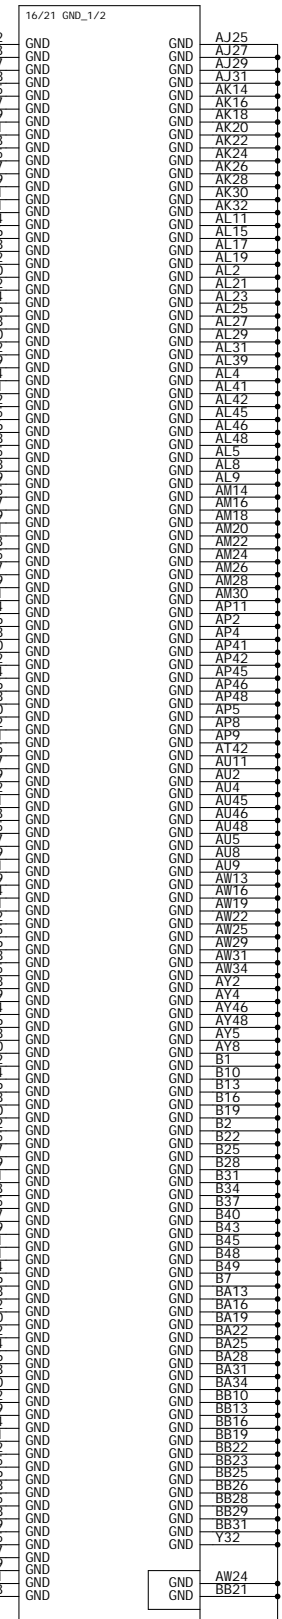 16/21 GND_1/2
GND GND AJ25
GND GND AJ27
GND GND AJ29
GND GND AJ31
GND GND AK14
GND GND AK16
GND GND AK18
GND GND AK20
GND GND AK22
GND GND AK24
GND GND AK26
GND GND AK28
GND GND AK30
GND GND AK32
GND GND AL11
GND GND AL15
GND GND AL17
GND GND AL19
GND GND AL2
GND GND AL21
GND GND AL23
GND GND AL25
GND GND AL27
GND GND AL29
GND GND AL31
GND GND AL39
GND GND AL4
GND GND AL41
GND GND AL42
GND GND AL45
GND GND AL46
GND GND AL48
GND GND AL5
GND GND AL8
GND GND AL9
GND GND AM14
GND GND AM16
GND GND AM18
GND GND AM20
GND GND AM22
GND GND AM24
GND GND AM26
GND GND AM28
GND GND AM30
GND GND AP11
GND GND AP2
GND GND AP4
GND GND AP41
GND GND AP42
GND GND AP45
GND GND AP46
GND GND AP48
GND GND AP5
GND GND AP8
GND GND AP9
GND GND AT42
GND GND AU11
GND GND AU2
GND GND AU4
GND GND AU45
GND GND AU46
GND GND AU48
GND GND AU5
GND GND AU8
GND GND AU9
GND GND AW13
GND GND AW16
GND GND AW19
GND GND AW22
GND GND AW25
GND GND AW29
GND GND AW31
GND GND AW34
GND GND AY2
GND GND AY4
GND GND AY46
GND GND AY48
GND GND AY5
GND GND AY8
GND GND B1
GND GND B10
GND GND B13
GND GND B16
GND GND B19
GND GND B2
GND GND B22
GND GND B25
GND GND B28
GND GND B31
GND GND B34
GND GND B37
GND GND B40
GND GND B43
GND GND B45
GND GND B48
GND GND B49
GND GND B7
GND GND BA13
GND GND BA16
GND GND BA19
GND GND BA22
GND GND BA25
GND GND BA28
GND GND BA31
GND GND BA34
GND GND BB10
GND GND BB13
GND GND BB16
GND GND BB19
GND GND BB22
GND GND BB23
GND GND BB25
GND GND BB26
GND GND BB28
GND GND BB29
GND GND BB31
GND GND Y32
GND
GND
GND GND AW24
GND GND BB21